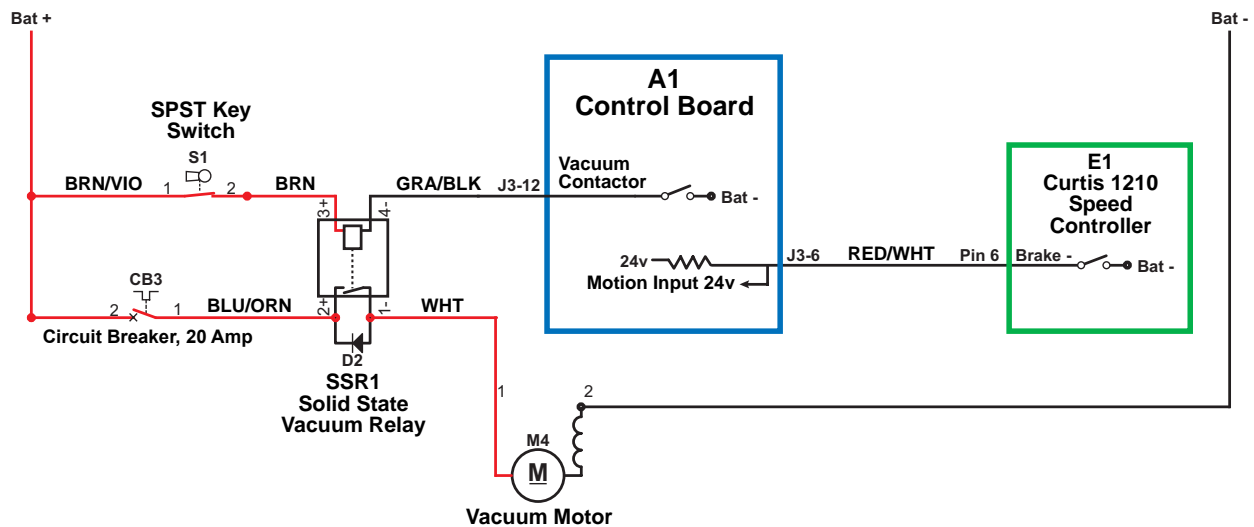 Bat +
Bat -
A1
Control Board
SPST Key
Switch
S1
BRN/VIO
1
2
BRN
3+
4-
GRA/BLK
J3-12
Vacuum
Contactor
Bat -
E1
Curtis 1210
Speed
Controller
24v
Motion Input 24v
J3-6
RED/WHT
Pin 6
Brake -
Bat -
CB3
2
1
BLU/ORN
2+
1-
WHT
Circuit Breaker, 20 Amp
D2
SSR1
Solid State
Vacuum Relay
1
2
M4
M
Vacuum Motor